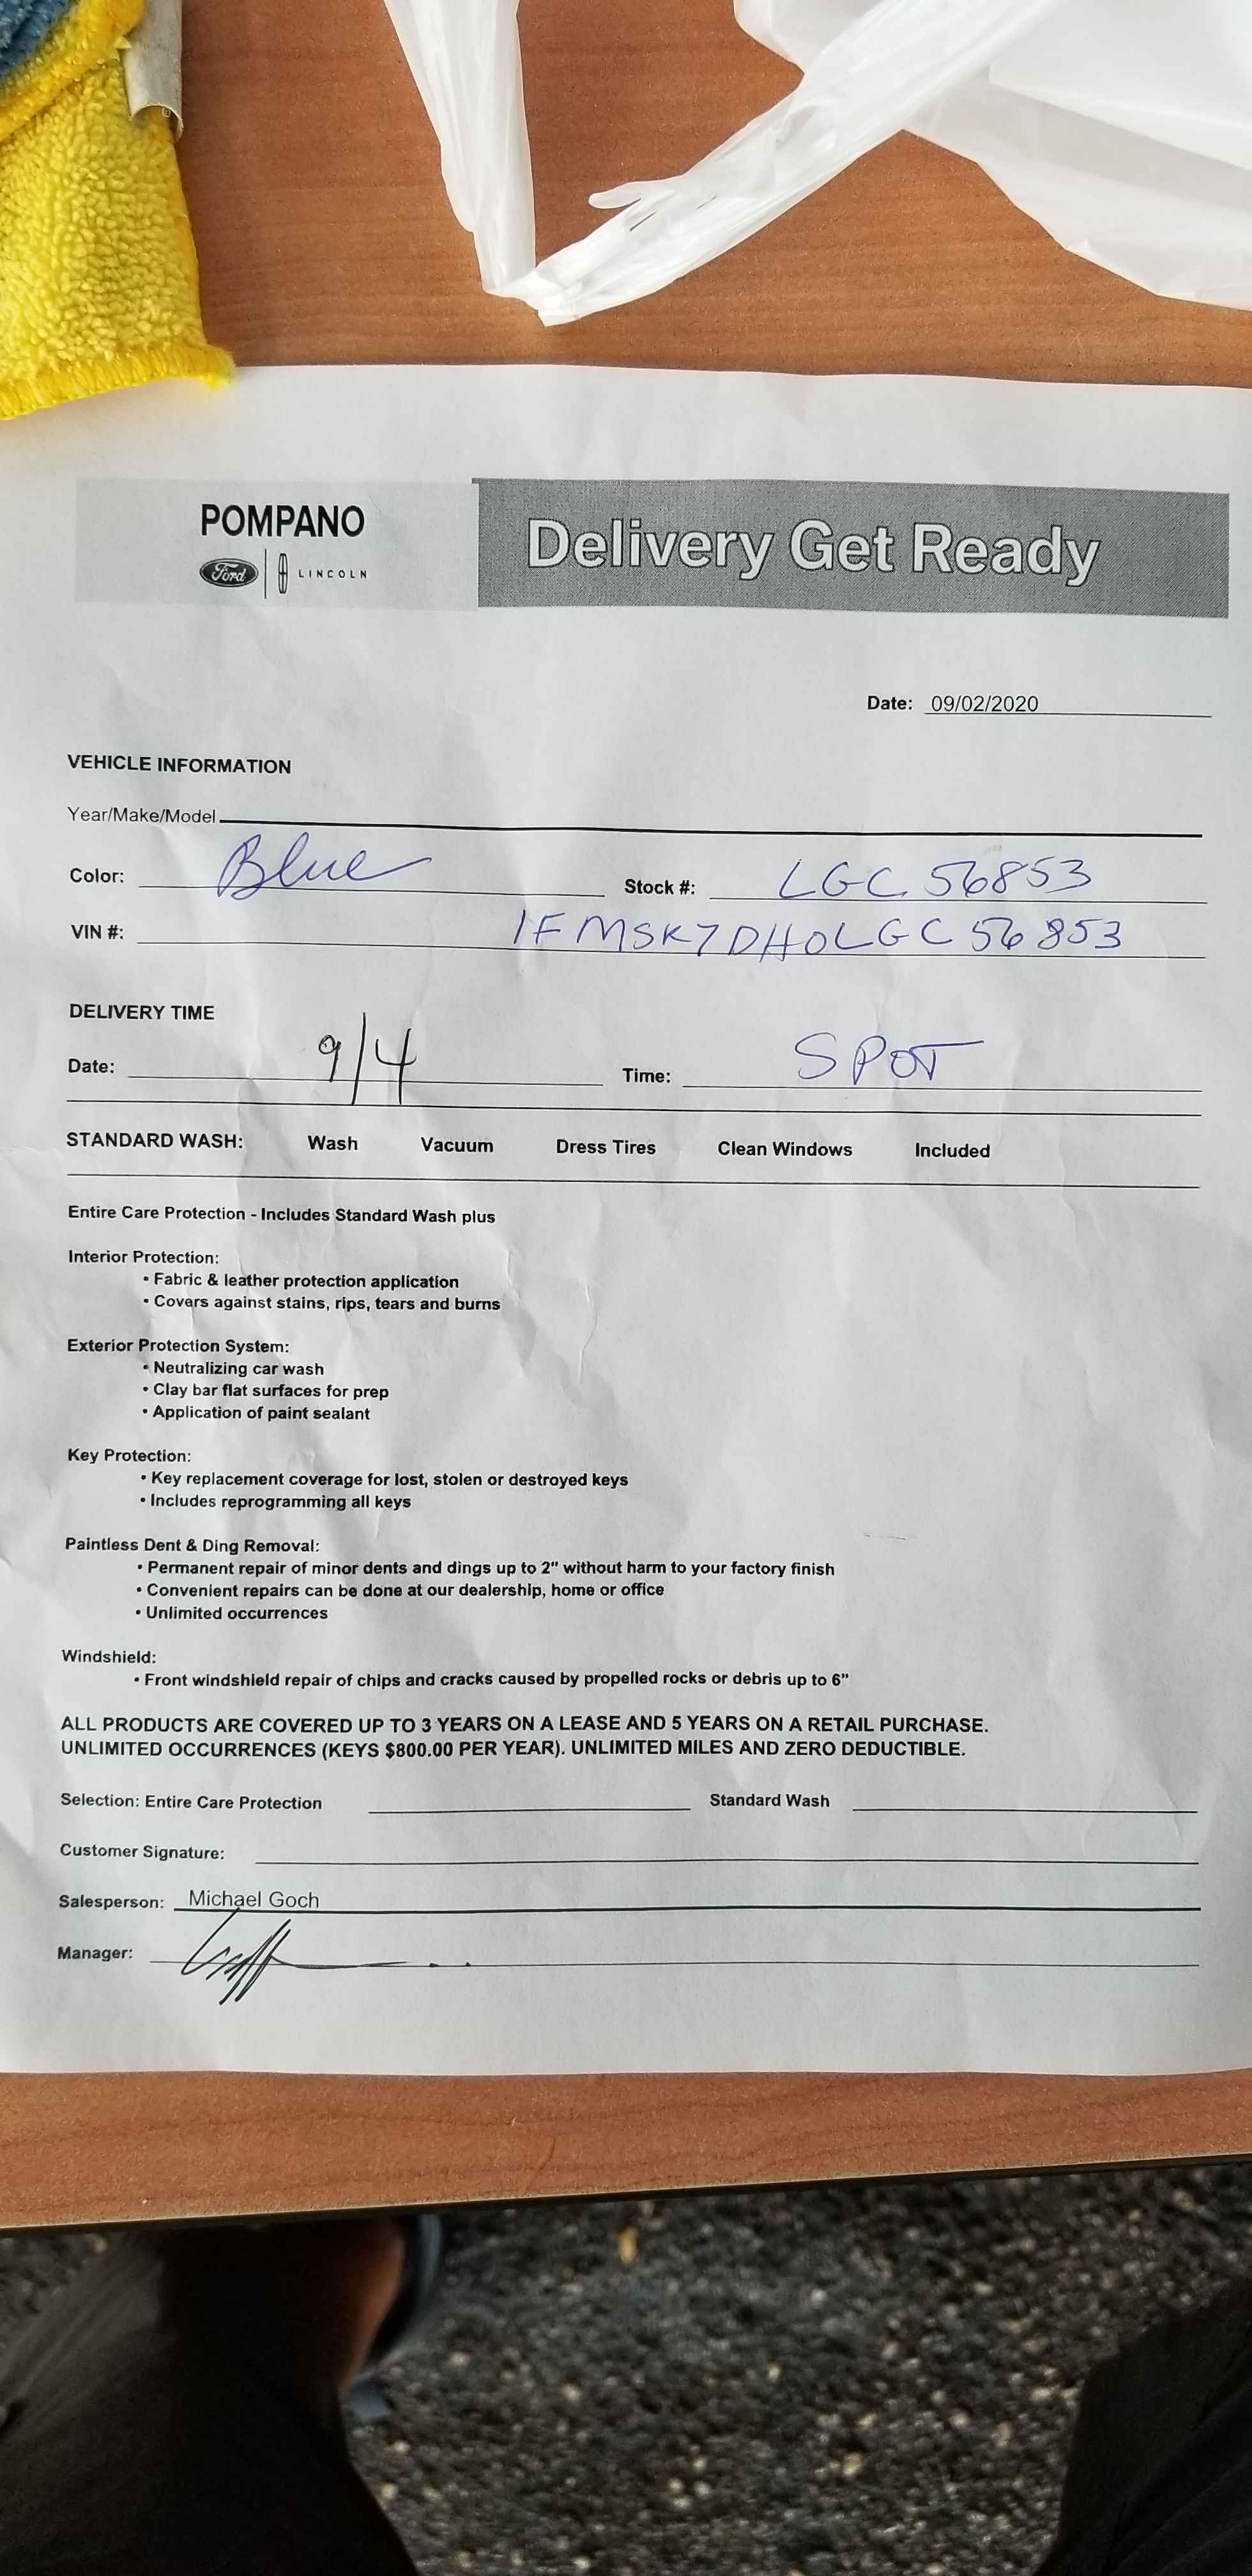 POMPANO
Ford LINCOLN
Delivery Get Ready
Date: 09/02/2020
VEHICLE INFORMATION
Year/Make/Model
Color: Blue Stock #: LGC 56853
VIN #: 1FMSK7DH0LGC56853
DELIVERY TIME
Date: 9/4 Time: SPOT
STANDARD WASH: Wash Vacuum Dress Tires Clean Windows Included
Entire Care Protection - Includes Standard Wash plus
Interior Protection:
• Fabric & leather protection application
• Covers against stains, rips, tears and burns
Exterior Protection System:
• Neutralizing car wash
• Clay bar flat surfaces for prep
• Application of paint sealant
Key Protection:
• Key replacement coverage for lost, stolen or destroyed keys
• Includes reprogramming all keys
Paintless Dent & Ding Removal:
• Permanent repair of minor dents and dings up to 2" without harm to your factory finish
• Convenient repairs can be done at our dealership, home or office
• Unlimited occurrences
Windshield:
• Front windshield repair of chips and cracks caused by propelled rocks or debris up to 6"
ALL PRODUCTS ARE COVERED UP TO 3 YEARS ON A LEASE AND 5 YEARS ON A RETAIL PURCHASE.
UNLIMITED OCCURRENCES (KEYS $800.00 PER YEAR). UNLIMITED MILES AND ZERO DEDUCTIBLE.
Selection: Entire Care Protection Standard Wash
Customer Signature:
Salesperson: Michael Goch
Manager: